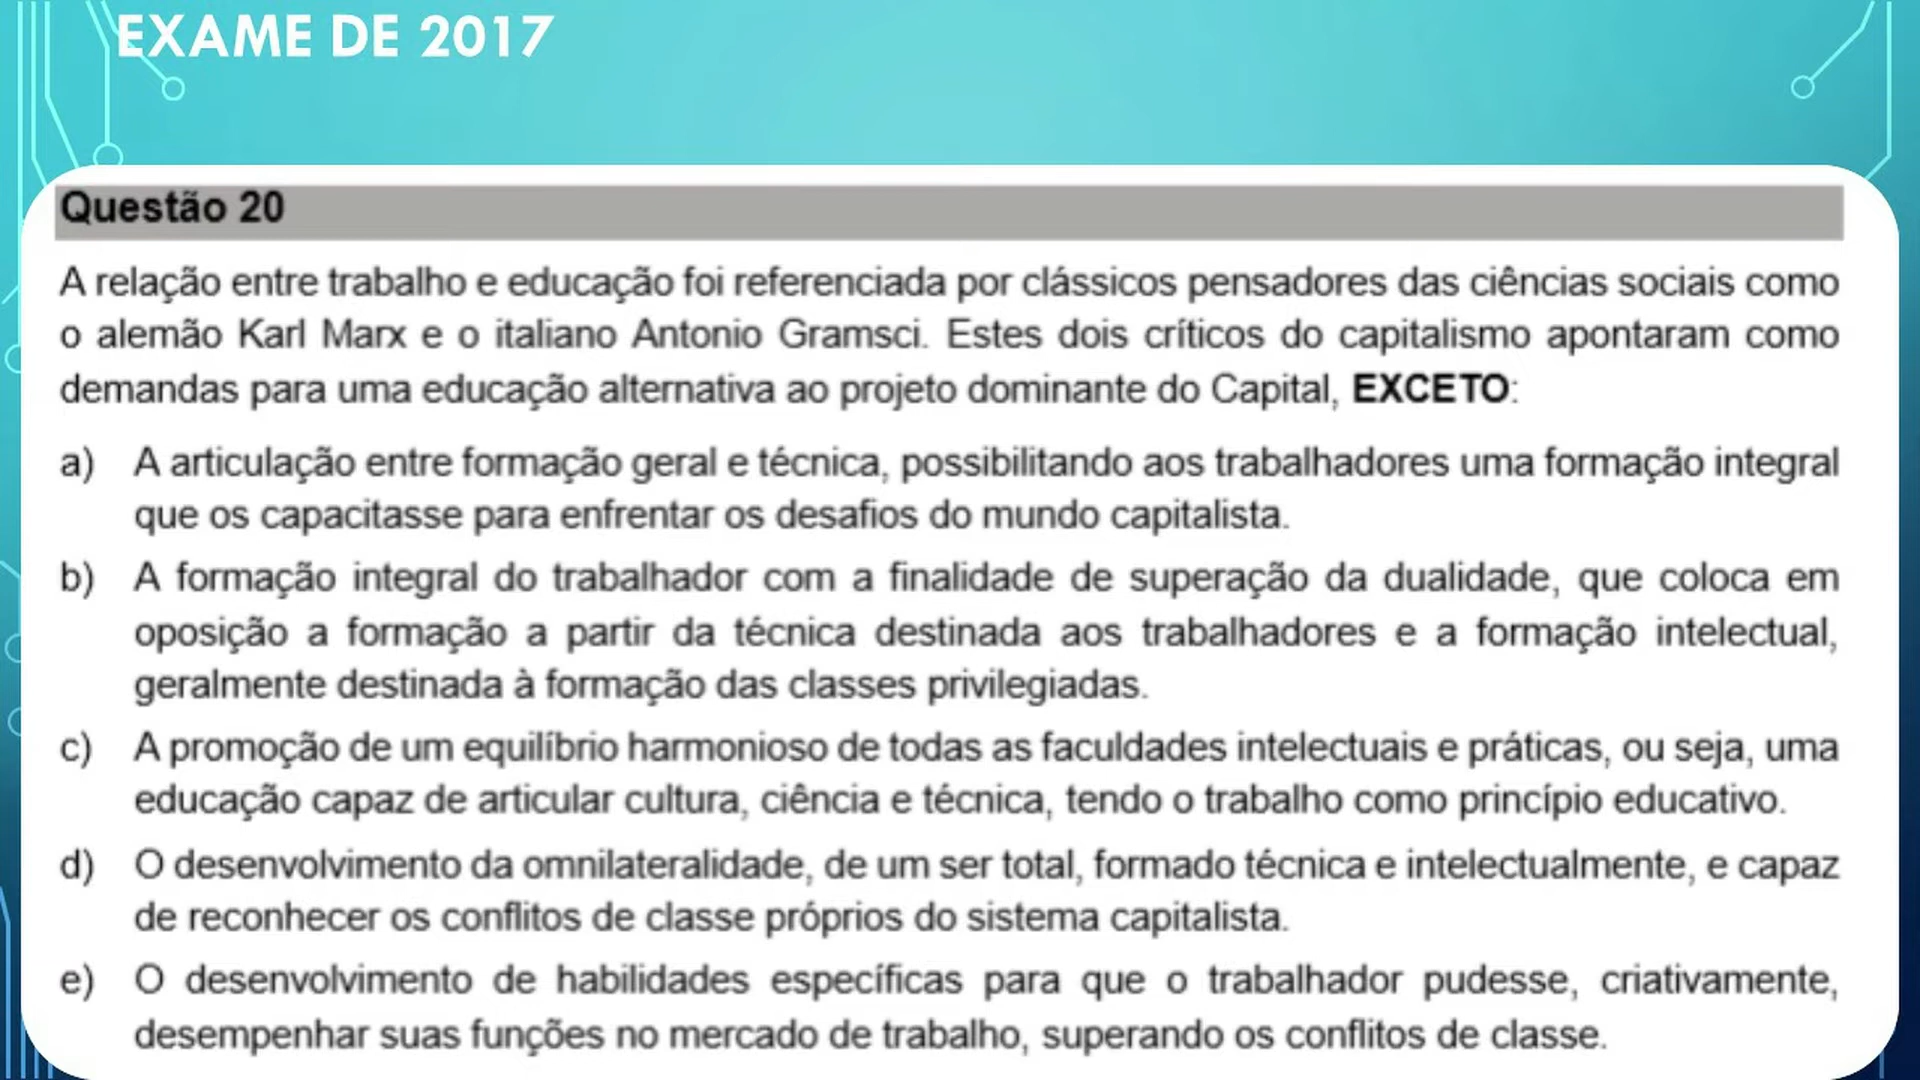 EXAME DE 2017
Questão 20
A relação entre trabalho e educação foi referenciada por clássicos pensadores das ciências sociais como
o alemão Karl Marx e o italiano Antonio Gramsci. Estes dois críticos do capitalismo apontaram como
demandas para uma educação alternativa ao projeto dominante do Capital, EXCETO:
a) A articulação entre formação geral e técnica, possibilitando aos trabalhadores uma formação integral
que os capacitasse para enfrentar os desafios do mundo capitalista.
b) A formação integral do trabalhador com a finalidade de superação da dualidade, que coloca em
oposição a formação a partir da técnica destinada aos trabalhadores e a formação intelectual,
geralmente destinada à formação das classes privilegiadas.
c) A promoção de um equilíbrio harmonioso de todas as faculdades intelectuais e práticas, ou seja, uma
educação capaz de articular cultura, ciência e técnica, tendo o trabalho como princípio educativo.
d) O desenvolvimento da omnilateralidade, de um ser total, formado técnica e intelectualmente, e capaz
de reconhecer os conflitos de classe próprios do sistema capitalista.
e) O desenvolvimento de habilidades específicas para que o trabalhador pudesse, criativamente,
desempenhar suas funções no mercado de trabalho, superando os conflitos de classe.